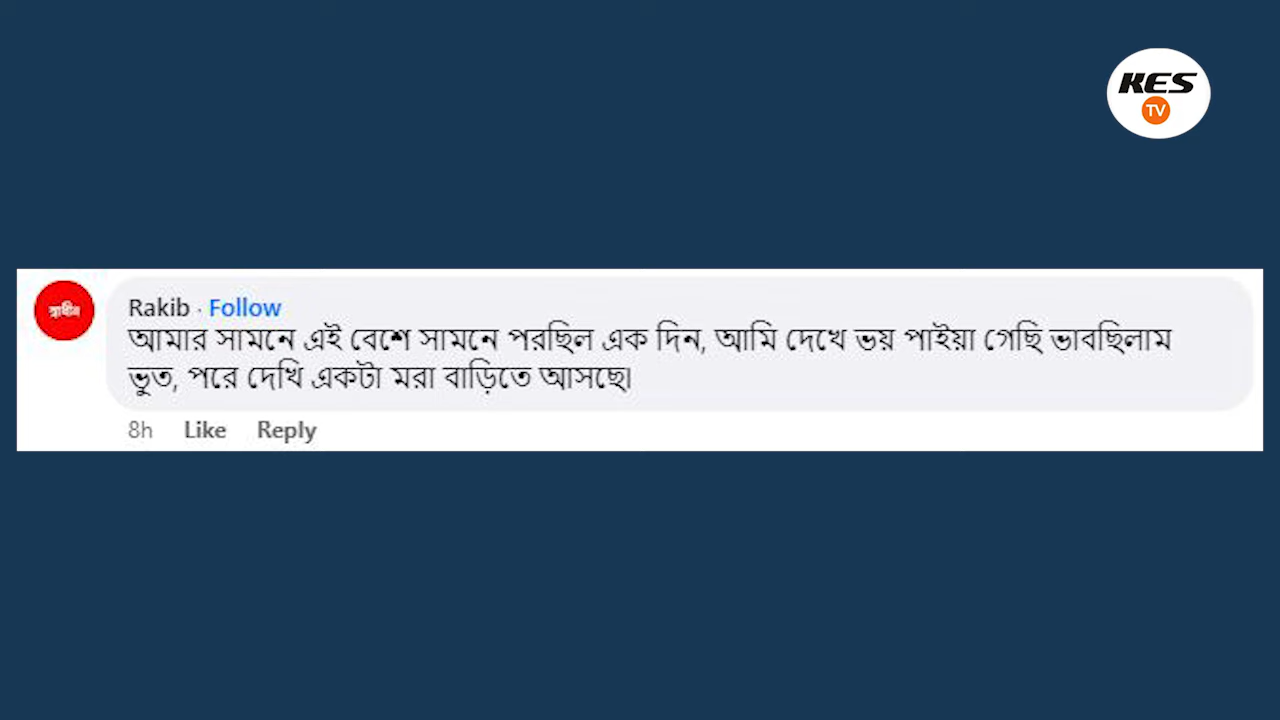 KES
TV
স্বাধীন
Rakib · Follow
আমার সামনে এই বেশে সামনে পরছিল এক দিন, আমি দেখে ভয় পাইয়া গেছি ভাবছিলাম
ভুত, পরে দেখি একটা মরা বাড়িতে আসছে।
8h Like Reply